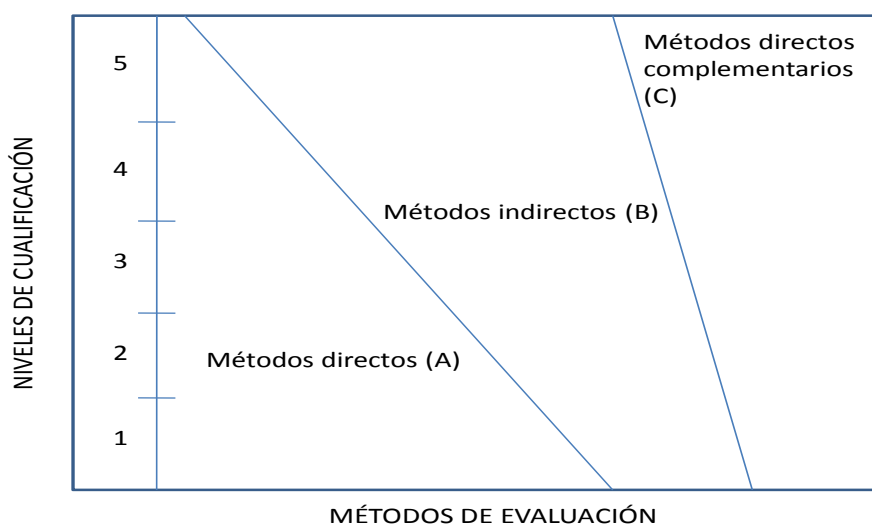 Métodos directos
complementarios
(C)
5
4
Métodos indirectos (B)
3
Métodos directos (A)
2
1
NIVELES DE CUALIFICACIÓN
MÉTODOS DE EVALUACIÓN